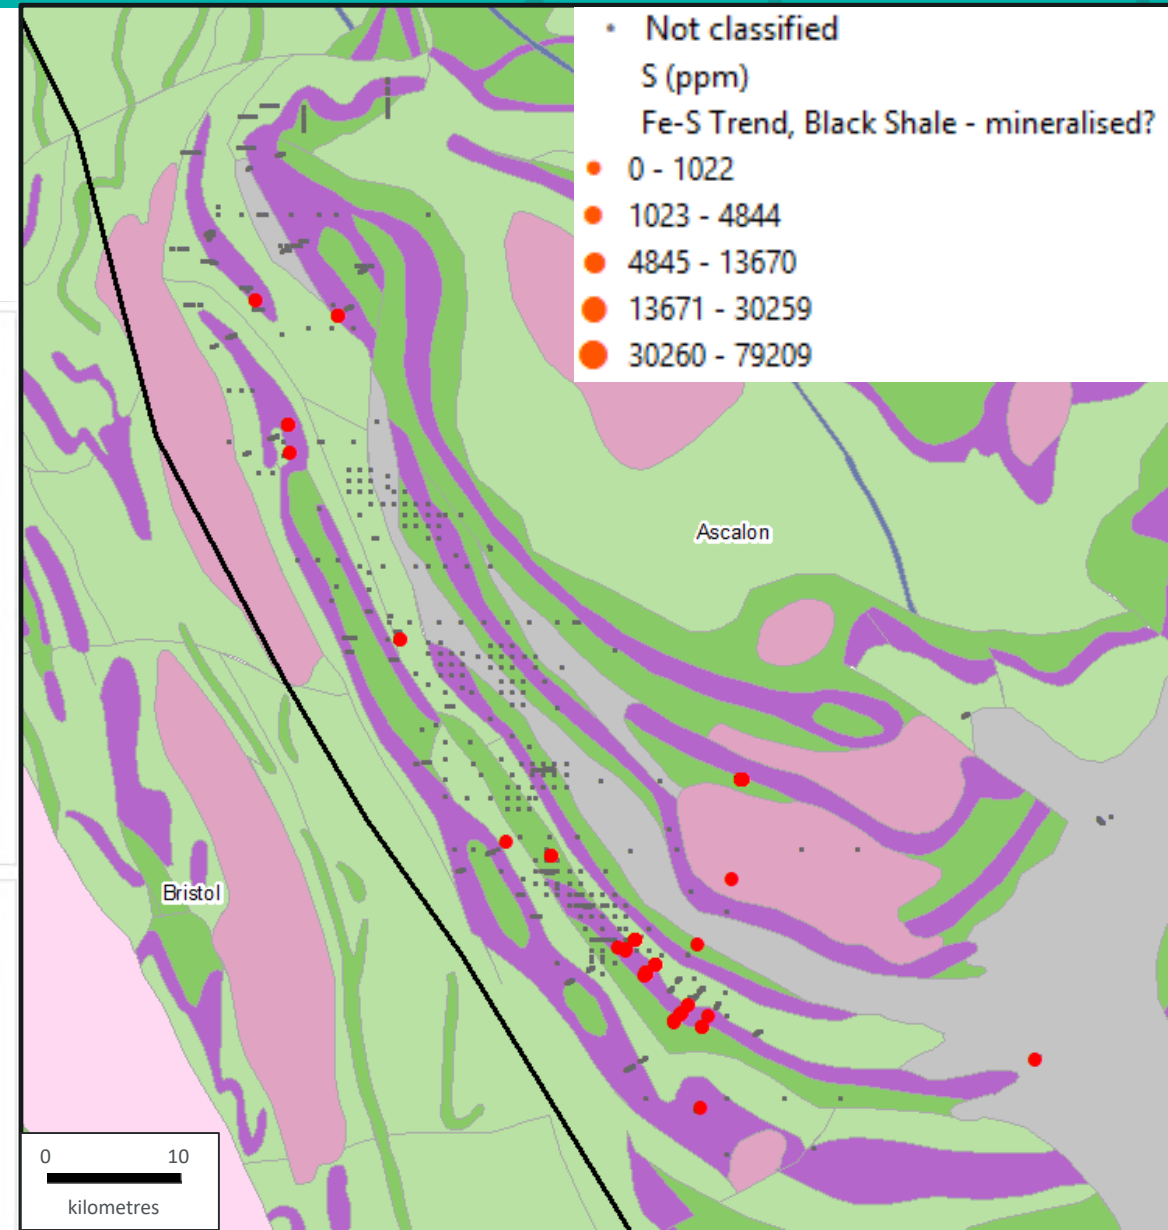 Not classified
S (ppm)
Fe-S Trend, Black Shale - mineralised?
0 - 1022
1023 - 4844
4845 - 13670
13671 - 30259
30260 - 79209
Ascalon
Bristol
0 10
kilometres